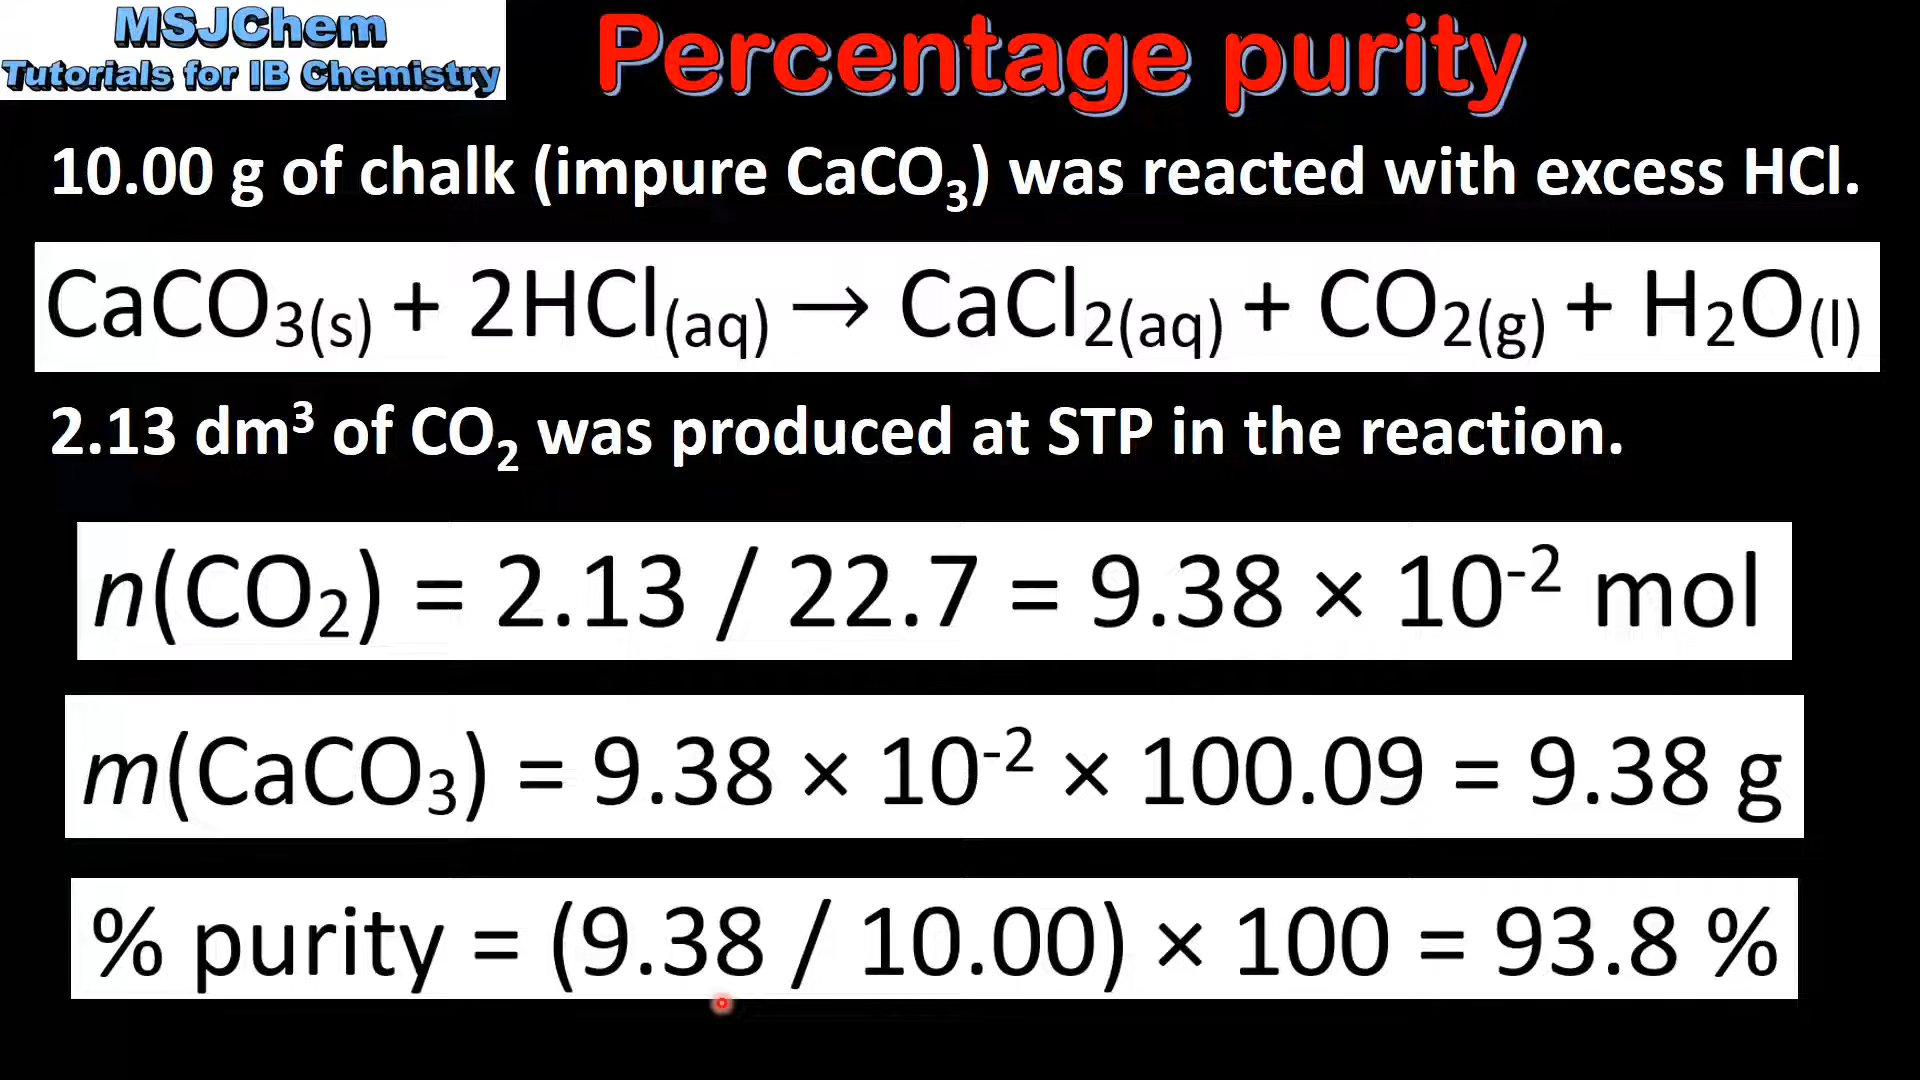 MSJChem
Tutorials for IB Chemistry
Percentage purity
10.00 g of chalk (impure CaCO₃) was reacted with excess HCl.
CaCO₃(s) + 2HCl(aq) → CaCl₂(aq) + CO₂(g) + H₂O(l)
2.13 dm³ of CO₂ was produced at STP in the reaction.
n(CO₂) = 2.13 / 22.7 = 9.38 × 10⁻² mol
m(CaCO₃) = 9.38 × 10⁻² × 100.09 = 9.38 g
% purity = (9.38 / 10.00) × 100 = 93.8 %